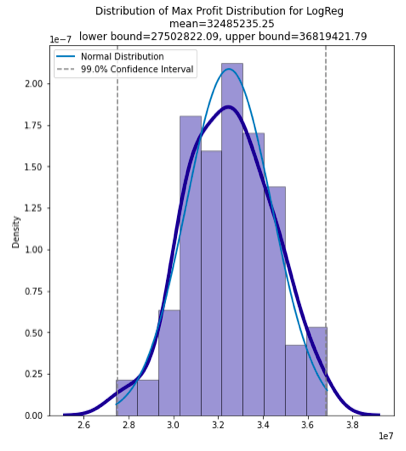 Distribution of Max Profit Distribution for LogReg
mean=32485235.25
lower bound=27502822.09, upper bound=36819421.79
1e-7
Normal Distribution
99.0% Confidence Interval
2.00
1.75
1.50
1.25
1.00
0.75
0.50
0.25
0.00
Density
2.6 2.8 3.0 3.2 3.4 3.6 3.8
1e7